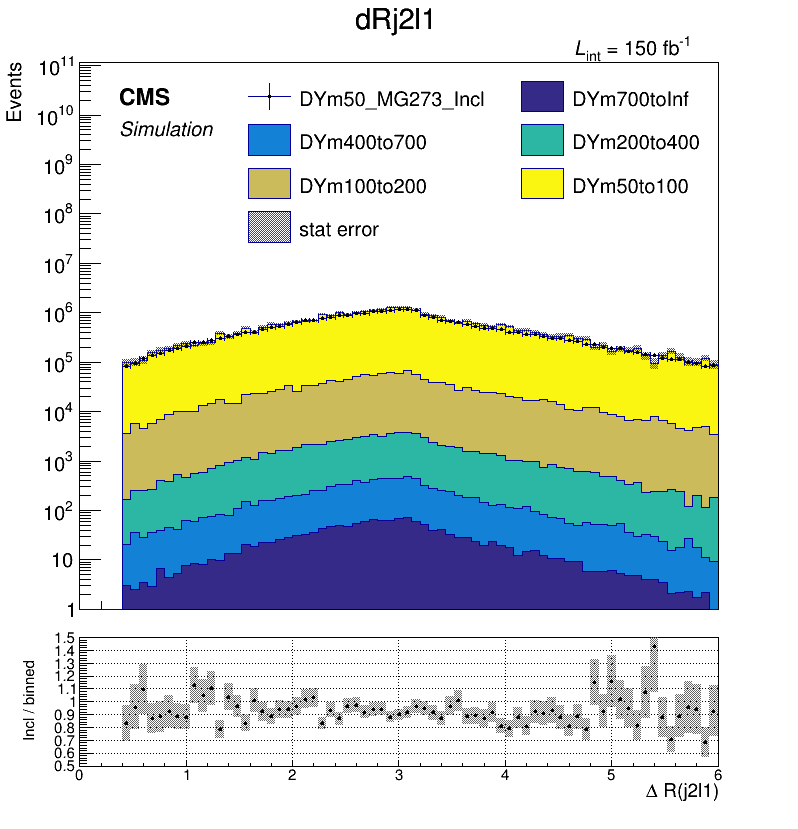 dRj2l1
L_int = 150 fb^-1
Events
CMS
Simulation
DYm50_MG273_Incl
DYm700toInf
DYm400to700
DYm200to400
DYm100to200
DYm50to100
stat error
10^11
10^10
10^9
10^8
10^7
10^6
10^5
10^4
10^3
10^2
10
1
Incl / binned
1.5
1.4
1.3
1.2
1.1
1
0.9
0.8
0.7
0.6
0.5
0 1 2 3 4 5 6
Δ R(j2l1)